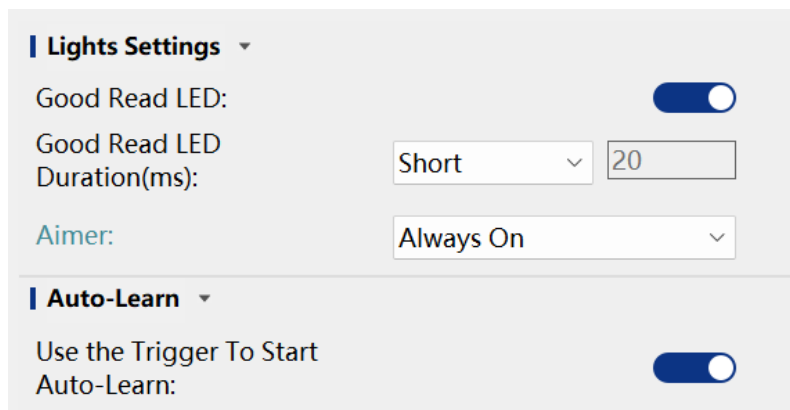 Lights Settings
Good Read LED:
Good Read LED
Duration(ms):
Short
20
Aimer:
Always On
Auto-Learn
Use the Trigger To Start
Auto-Learn: